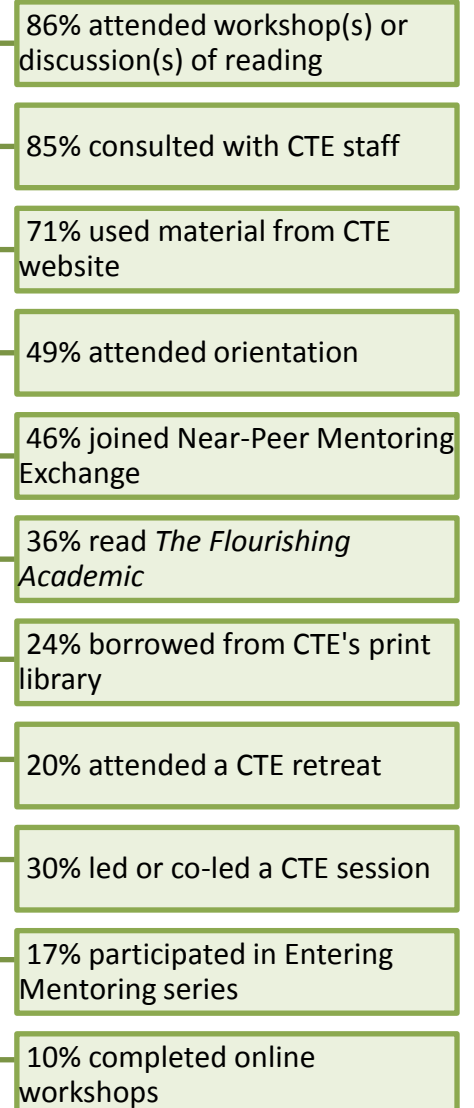 86% attended workshop(s) or
discussion(s) of reading
85% consulted with CTE staff
71% used material from CTE
website
49% attended orientation
46% joined Near-Peer Mentoring
Exchange
36% read The Flourishing
Academic
24% borrowed from CTE's print
library
20% attended a CTE retreat
30% led or co-led a CTE session
17% participated in Entering
Mentoring series
10% completed online
workshops